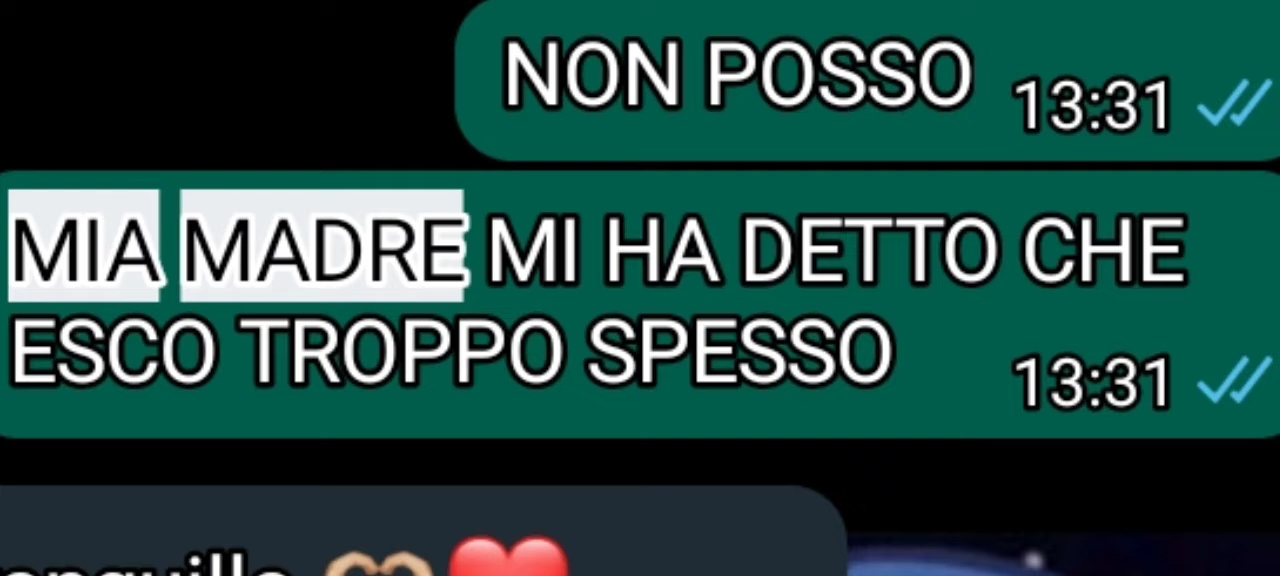 NON POSSO 13:31
MIA MADRE MI HA DETTO CHE
ESCO TROPPO SPESSO 13:31